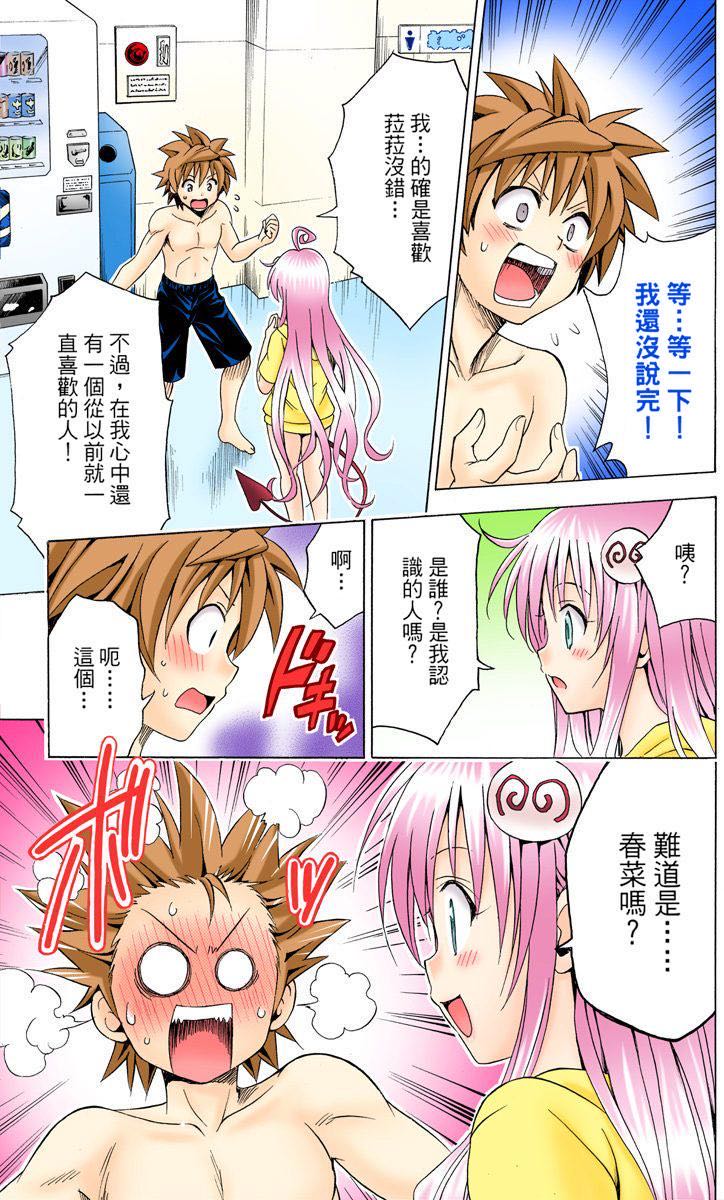 等…等一下！
我還沒說完！
我…的確是喜歡
菈菈沒錯…
不過，在我心中還
有一個從以前就一
直喜歡的人！
咦？
是誰？是我認
識的人嗎？
啊…
呃……
這個…
ドキッ
難道是……
春菜嗎？
ボッ